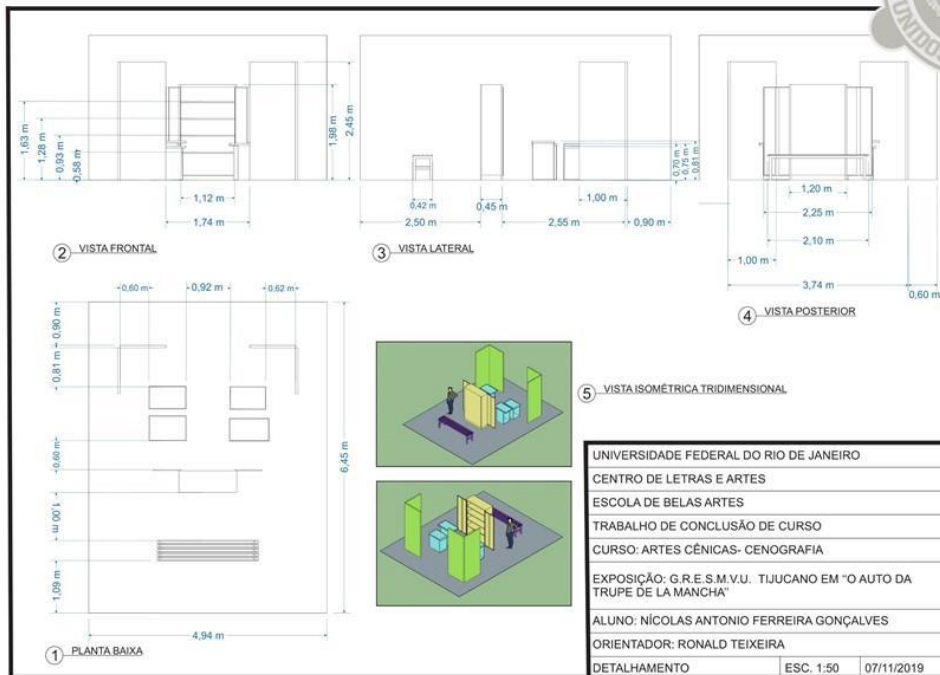 UNIDOS
1,63 m
1,28 m
0,93 m
0,58 m
1,98 m
2,45 m
1,12 m
1,74 m
2 VISTA FRONTAL
0,42 m
0,45 m
1,00 m
2,50 m
2,55 m
0,90 m
0,70 m
0,75 m
0,81 m
3 VISTA LATERAL
1,20 m
2,25 m
2,10 m
1,00 m
3,74 m
0,60 m
4 VISTA POSTERIOR
0,60 m
0,92 m
0,62 m
0,90 m
0,81 m
0,60 m
1,00 m
1,09 m
6,45 m
4,94 m
1 PLANTA BAIXA
5 VISTA ISOMÉTRICA TRIDIMENSIONAL
UNIVERSIDADE FEDERAL DO RIO DE JANEIRO
CENTRO DE LETRAS E ARTES
ESCOLA DE BELAS ARTES
TRABALHO DE CONCLUSÃO DE CURSO
CURSO: ARTES CÊNICAS- CENOGRAFIA
EXPOSIÇÃO: G.R.E.S.M.V.U. TIJUCANO EM “O AUTO DA
TRUPE DE LA MANCHA”
ALUNO: NÍCOLAS ANTONIO FERREIRA GONÇALVES
ORIENTADOR: RONALD TEIXEIRA
DETALHAMENTO ESC. 1:50 07/11/2019